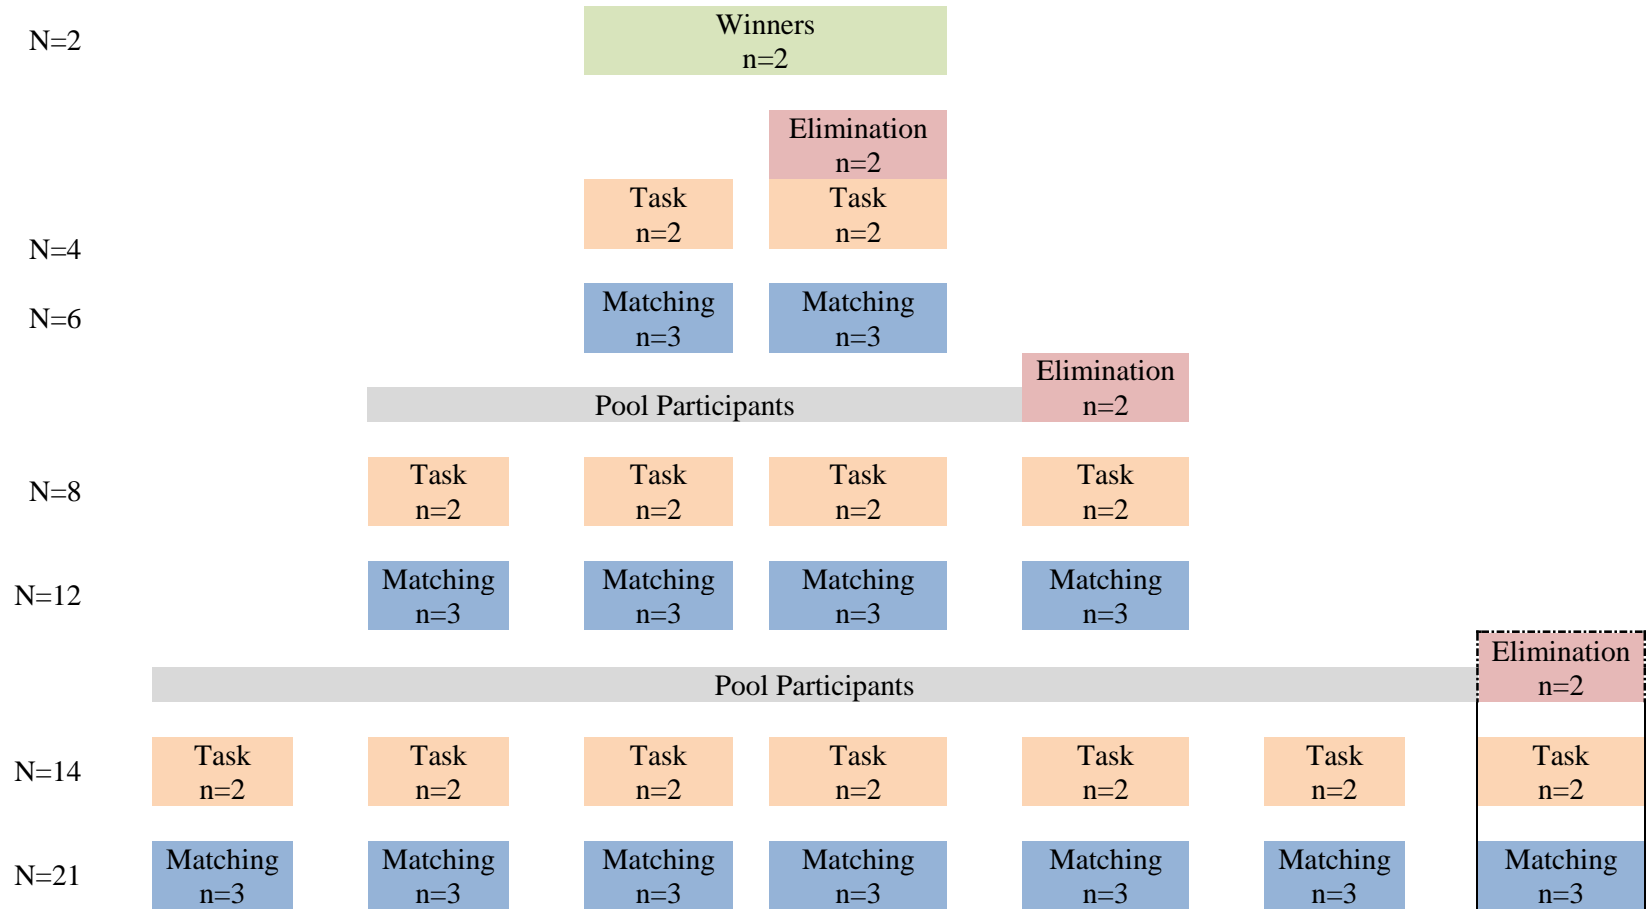 N=2
Winners
n=2
Elimination
n=2
Task
n=2
Task
n=2
N=4
Matching
n=3
Matching
n=3
N=6
Elimination
n=2
Pool Participants
N=8
Task
n=2
Task
n=2
Task
n=2
Task
n=2
N=12
Matching
n=3
Matching
n=3
Matching
n=3
Matching
n=3
Elimination
n=2
Pool Participants
N=14
Task
n=2
Task
n=2
Task
n=2
Task
n=2
Task
n=2
Task
n=2
Task
n=2
N=21
Matching
n=3
Matching
n=3
Matching
n=3
Matching
n=3
Matching
n=3
Matching
n=3
Matching
n=3